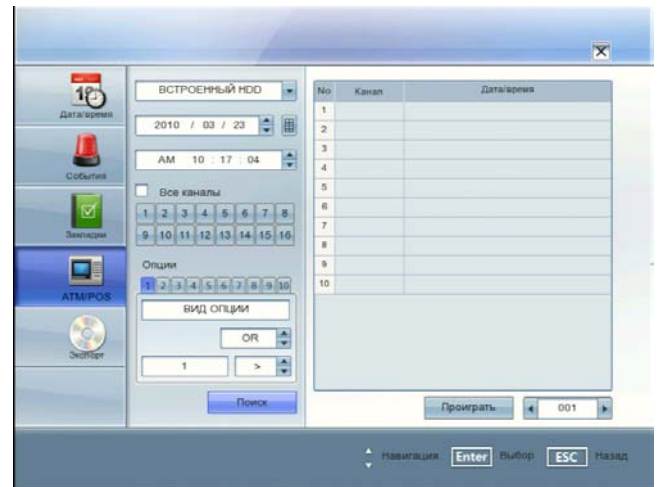 Дата/время
События
Закладки
ATM/POS
Экспорт
ВСТРОЕННЫЙ HDD
2010 / 03 / 23
AM 10 : 17 : 04
Все каналы
1 2 3 4 5 6 7 8
9 10 11 12 13 14 15 16
Опции
1 2 3 4 5 6 7 8 9 10
ВИД ОПЦИИ
OR
1 >
Поиск
No Канал Дата/время
1
2
3
4
5
6
7
8
9
10
Проиграть 001
Навигация Enter Выбор ESC Назад